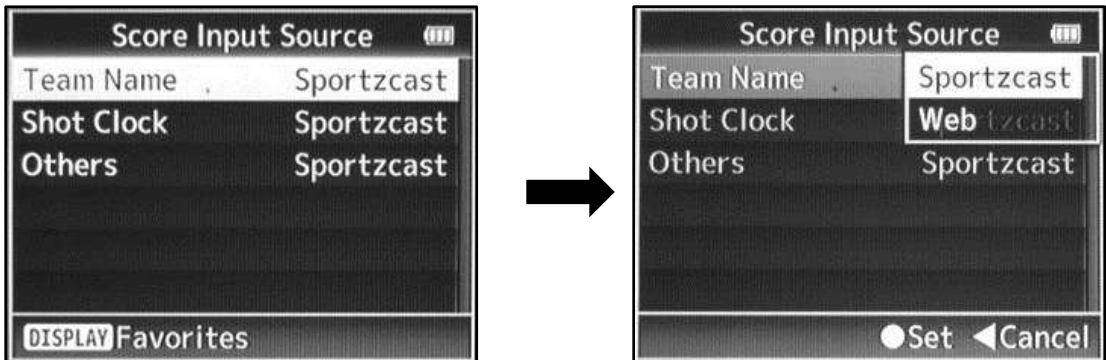 Score Input Source
Team Name Sportzcast
Shot Clock Sportzcast
Others Sportzcast
DISPLAY Favorites
Score Input Source
Team Name Sportzcast
Shot Clock Web tzcast
Others Sportzcast
Set Cancel